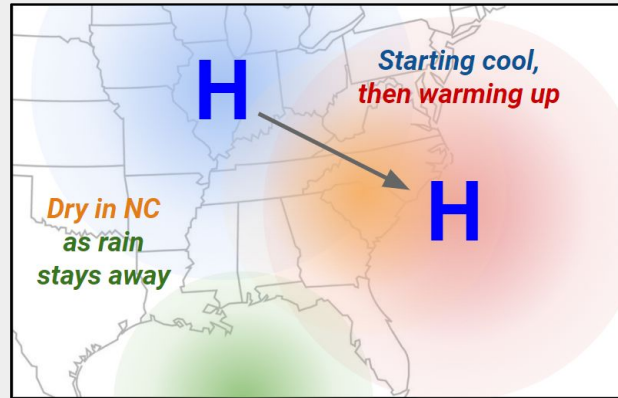 H
Starting cool,
then warming up
H
Dry in NC
as rain
stays away